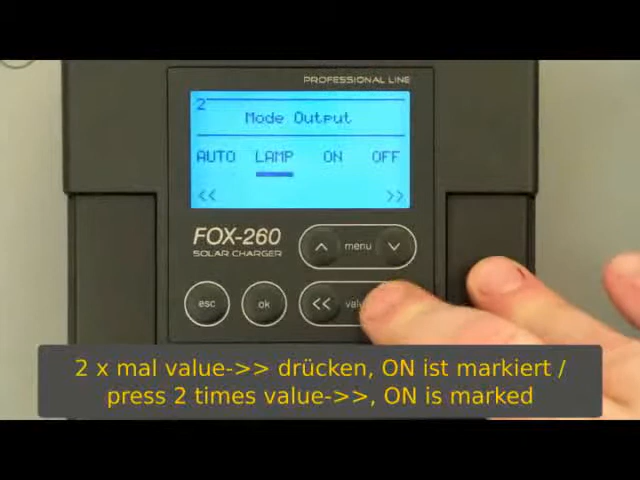 PROFESSIONAL LINE
2
Mode Output
AUTO LAMP ON OFF
<< >>
FOX-260
SOLAR CHARGER
menu
esc ok <<
2 x mal value->> drücken, ON ist markiert /
press 2 times value->>, ON is marked